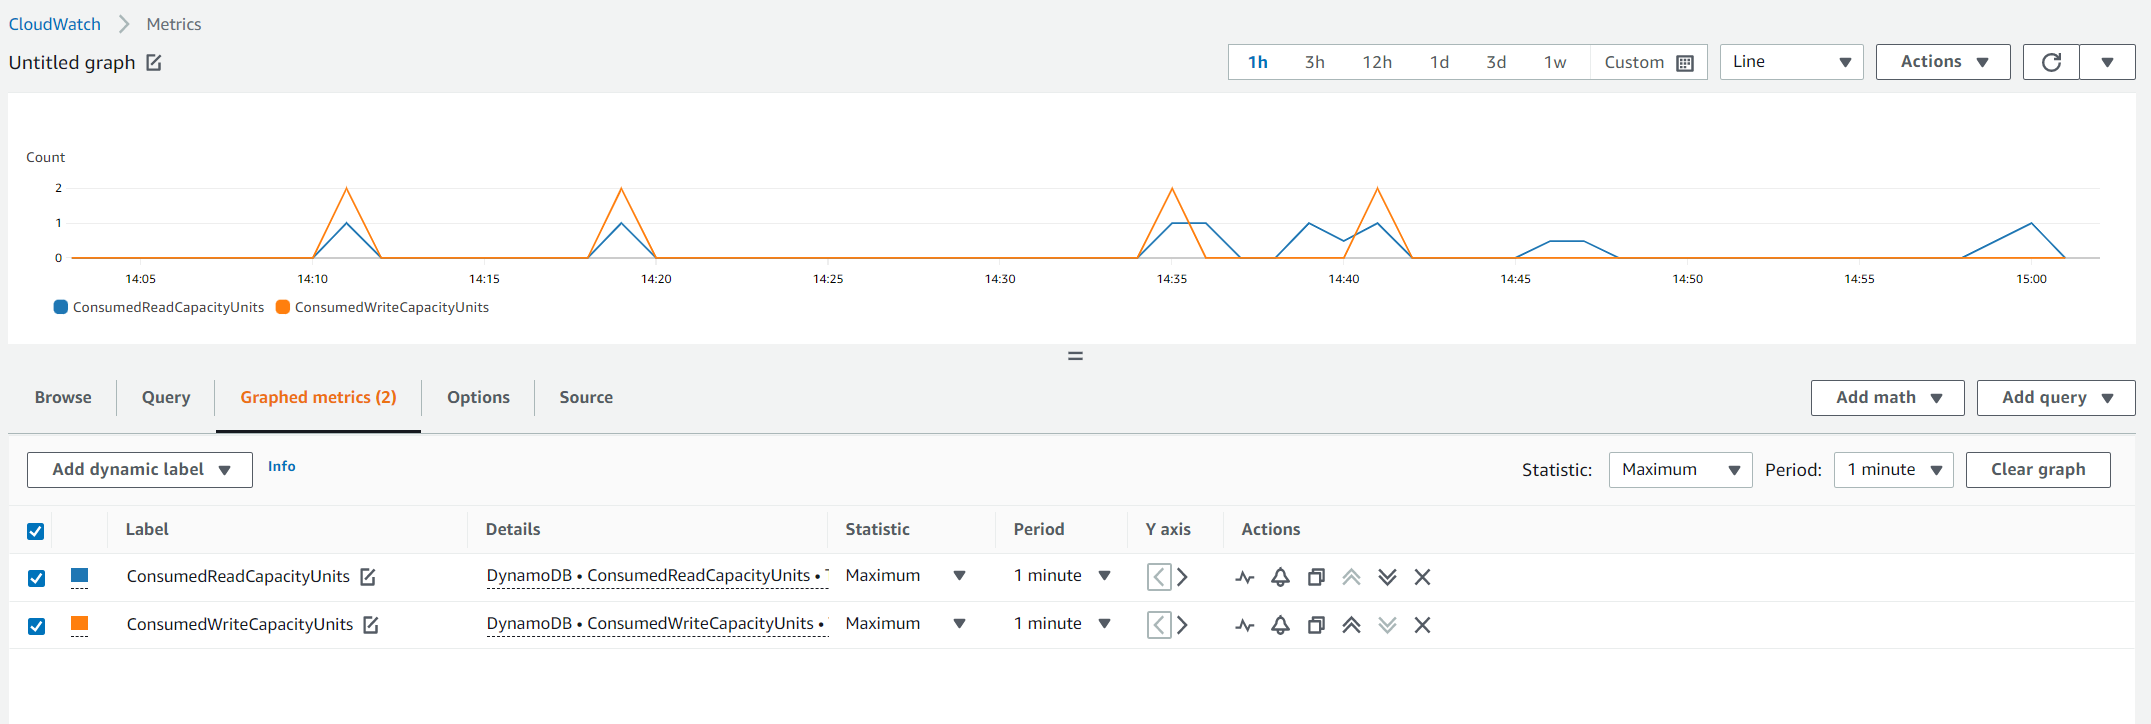 CloudWatch Metrics
Untitled graph
1h 3h 12h 1d 3d 1w Custom Line Actions
Count
2
1
0
14:05 14:10 14:15 14:20 14:25 14:30 14:35 14:40 14:45 14:50 14:55 15:00
ConsumedReadCapacityUnits ConsumedWriteCapacityUnits
Browse Query Graphed metrics (2) Options Source Add math Add query
Add dynamic label Info Statistic: Maximum Period: 1 minute Clear graph
Label Details Statistic Period Y axis Actions
ConsumedReadCapacityUnits DynamoDB • ConsumedReadCapacityUnits • Maximum 1 minute
ConsumedWriteCapacityUnits DynamoDB • ConsumedWriteCapacityUnits • Maximum 1 minute